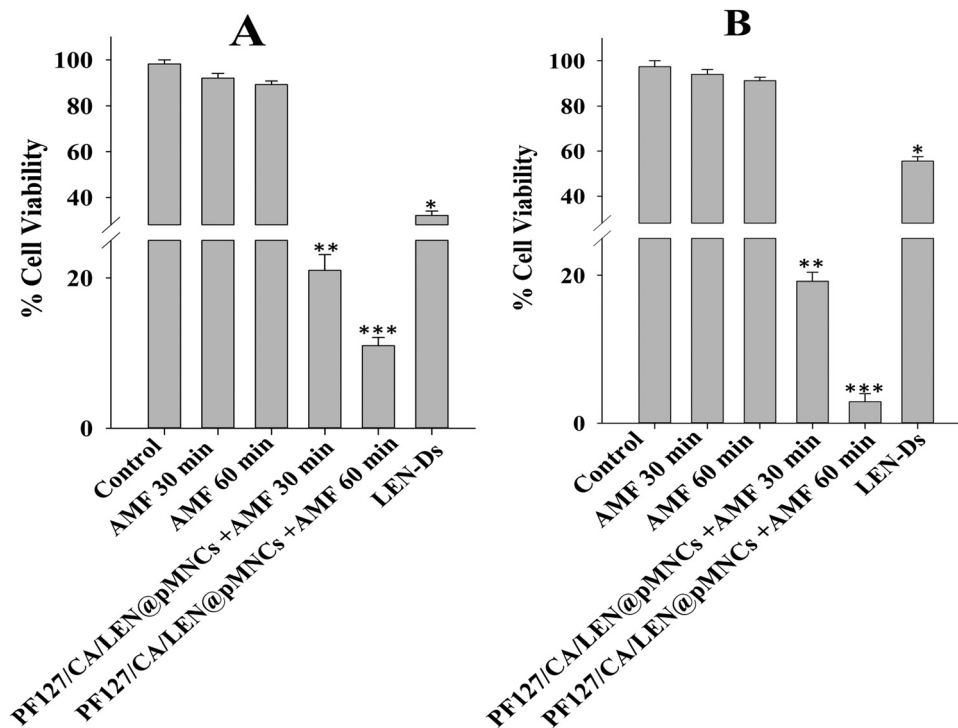 A
% Cell Viability
100
80
60
40
20
0
**
***
*
Control
AMF 30 min
AMF 60 min
PF127/CA/LEN@pMNCs +AMF 30 min
PF127/CA/LEN@pMNCs +AMF 60 min
LEN-Ds
B
% Cell Viability
100
80
60
40
20
0
**
***
*
Control
AMF 30 min
AMF 60 min
PF127/CA/LEN@pMNCs +AMF 30 min
PF127/CA/LEN@pMNCs +AMF 60 min
LEN-Ds